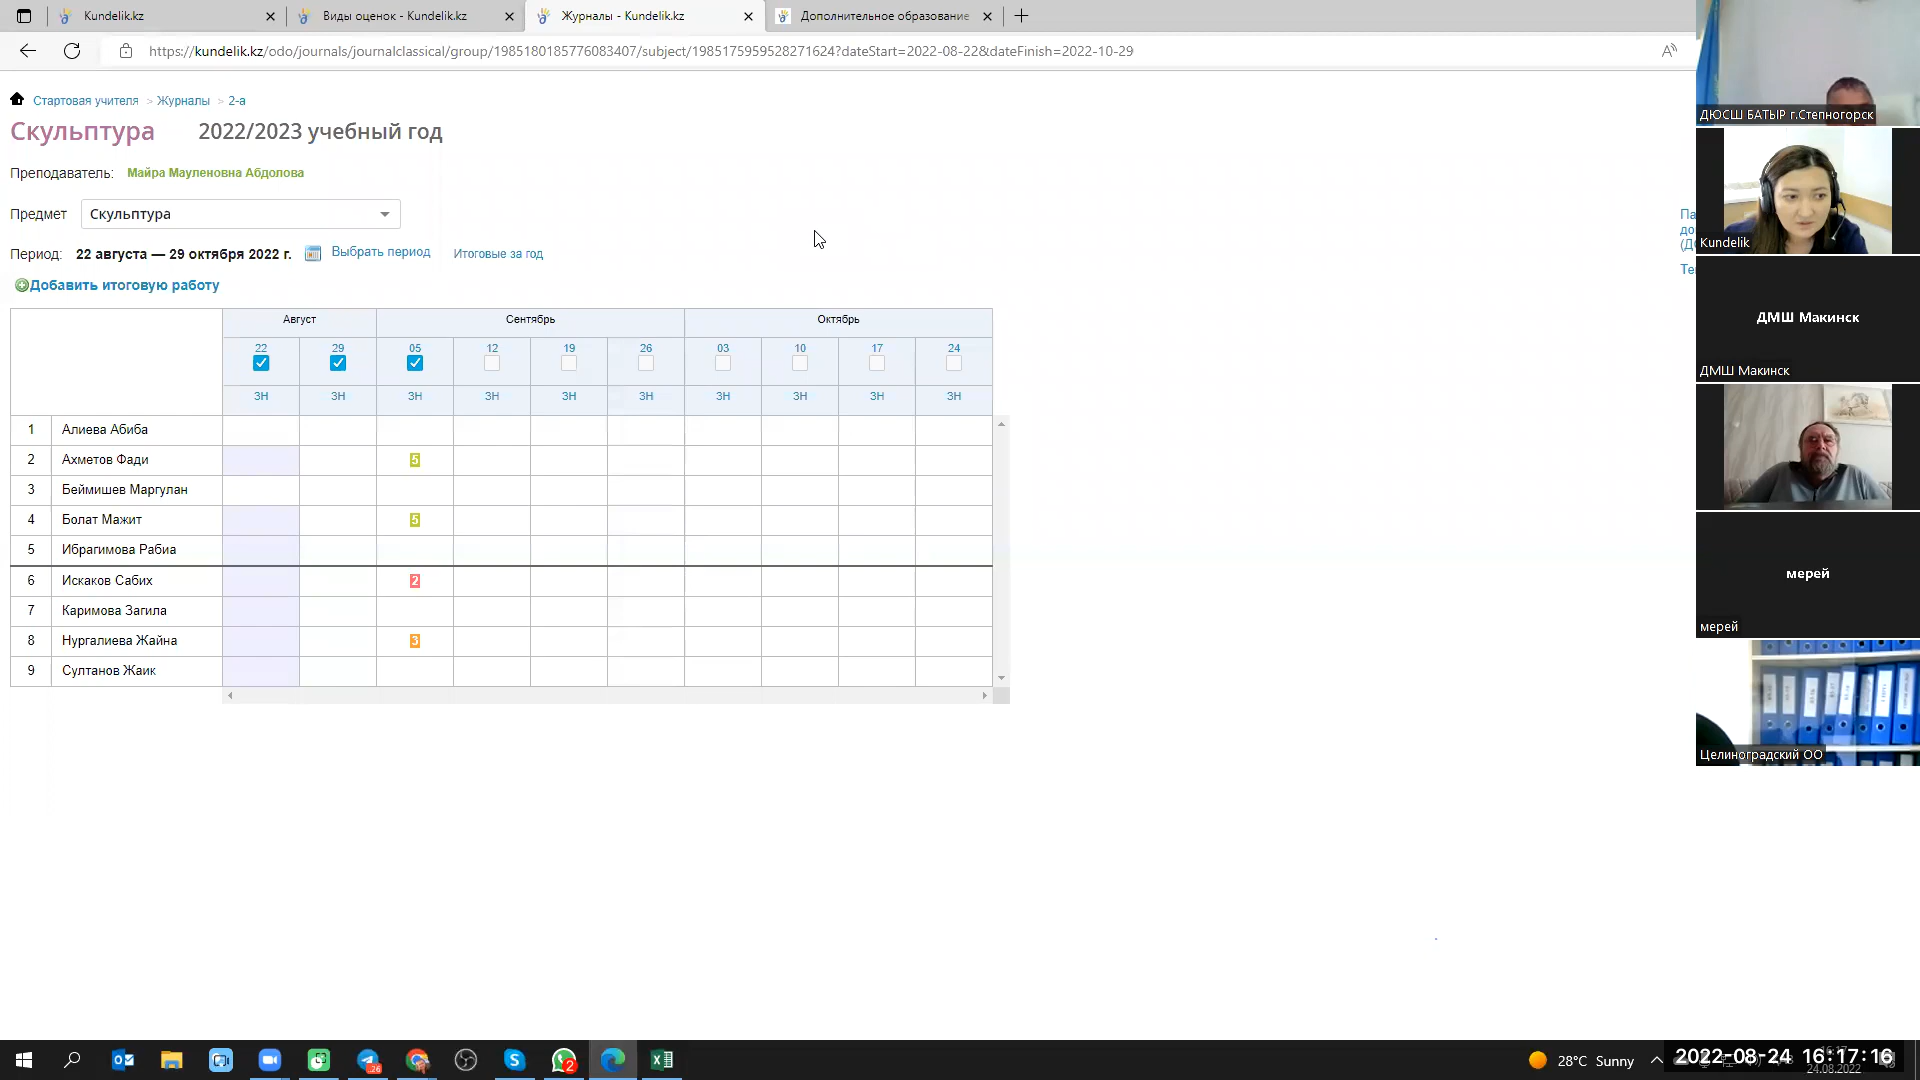 Kundelik.kz
Виды оценок - Kundelik.kz
Журналы - Kundelik.kz
Дополнительное образование
https://kundelik.kz/odo/journals/journalclassical/group/1985180185776083407/subject/1985175959528271624?dateStart=2022-08-22&dateFinish=2022-10-29
Стартовая учителя > Журналы > 2-а
Скульптура 2022/2023 учебный год
Преподаватель: Майра Мауленовна Абдолова
Предмет Скульптура
Период: 22 августа — 29 октября 2022 г. Выбрать период Итоговые за год
Добавить итоговую работу
Август Сентябрь Октябрь
22 29 05 12 19 26 03 10 17 24
ЗН ЗН ЗН ЗН ЗН ЗН ЗН ЗН ЗН ЗН
1 Алиева Абиба
2 Ахметов Фади 5
3 Беймишев Маргулан
4 Болат Мажит 5
5 Ибрагимова Рабиа
6 Искаков Сабих 2
7 Каримова Загила
8 Нургалиева Жайна 3
9 Султанов Жаик
ДЮСШ БАТЫР г.Степногорск
Kundelik
ДМШ Макинск
ДМШ Макинск
мерей
мерей
Целиноградский ОО
28°C Sunny
2022-08-24 16:17:16
24.08.2022